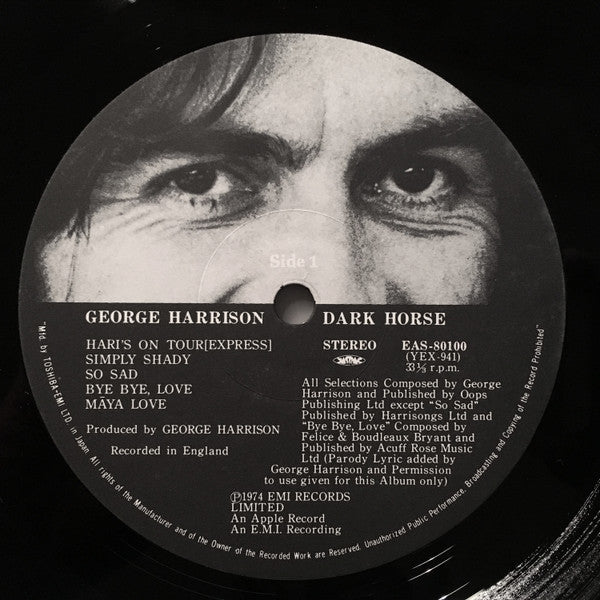 Side 1
GEORGE HARRISON DARK HORSE
HARI'S ON TOUR[EXPRESS]
SIMPLY SHADY
SO SAD
BYE BYE, LOVE
MĀYA LOVE
Produced by GEORGE HARRISON
Recorded in England
STEREO EAS-80100
(YEX-941)
33⅓ r.p.m.
All Selections Composed by George
Harrison and Published by Oops
Publishing Ltd except "So Sad"
Published by Harrisongs Ltd and
"Bye Bye, Love" Composed by
Felice & Boudleaux Bryant and
Published by Acuff Rose Music
Ltd (Parody Lyric added by
George Harrison and Permission
to use given for this Album only)
Ⓟ1974 EMI RECORDS
LIMITED
An Apple Record
An E.M.I. Recording
"Mfd. by TOSHIBA-EMI LTD. in Japan. All rights of the Manufacturer and of the Owner of the Recorded Work are Reserved. Unauthorized Public Performance, Broadcasting and Copying of the Record Prohibited"